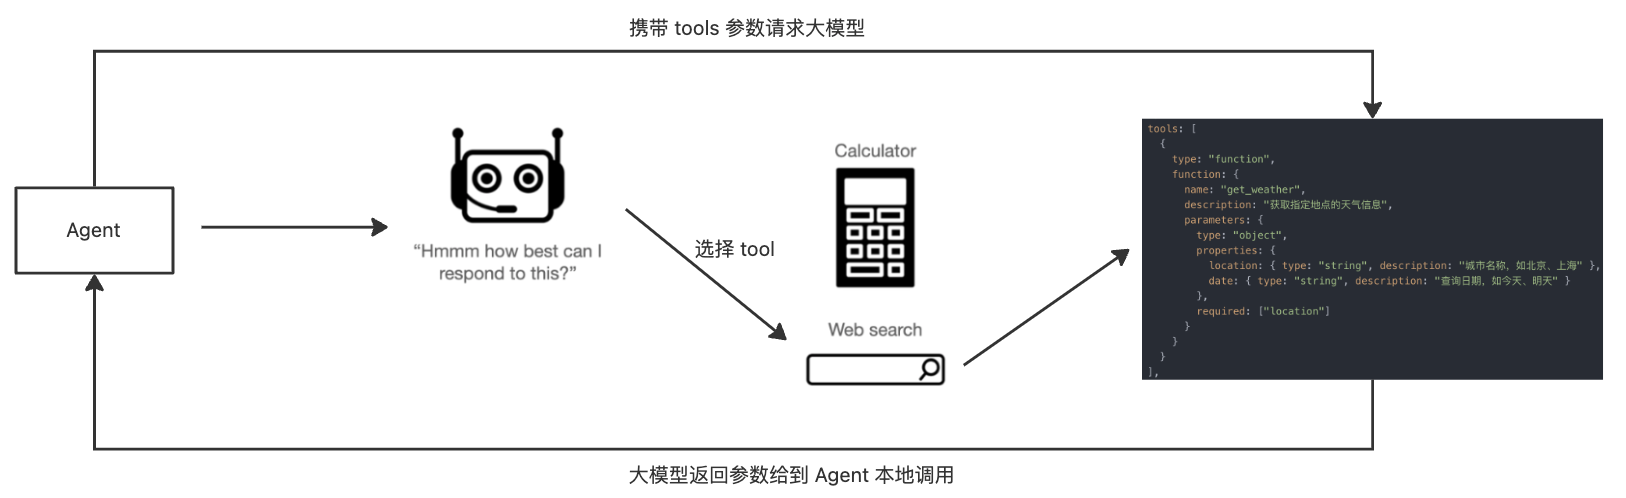 携带 tools 参数请求大模型
Agent
“Hmmm how best can I
respond to this?”
选择 tool
Calculator
Web search
tools: [
{
type: "function",
function: {
name: "get_weather",
description: "获取指定地点的天气信息",
parameters: {
type: "object",
properties: {
location: { type: "string", description: "城市名称，如北京、上海" },
date: { type: "string", description: "查询日期，如今天、明天" }
},
required: ["location"]
}
}
}
],
大模型返回参数给到 Agent 本地调用